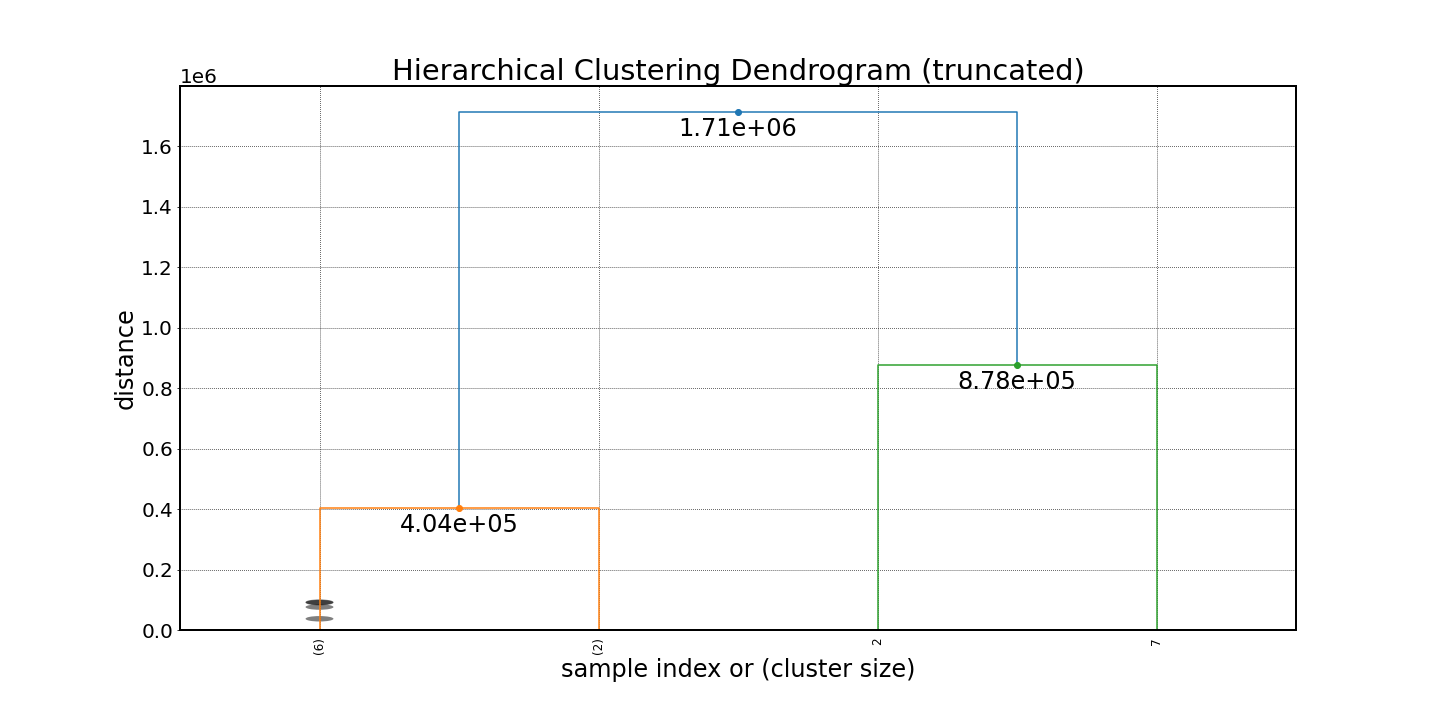 Hierarchical Clustering Dendrogram (truncated)
1e6
1.71e+06
1.6
1.4
1.2
1.0
distance
8.78e+05
0.8
0.6
0.4
4.04e+05
0.2
0.0
(6) (2) 2 7
sample index or (cluster size)